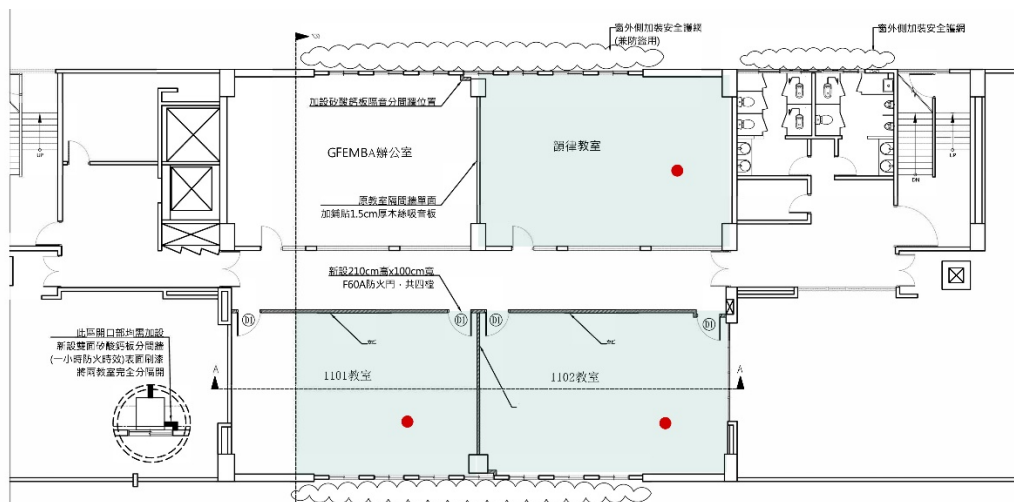 窗外側加裝安全護網
(兼防盜用)
窗外側加裝安全護網
加設矽酸鈣板隔音分間牆位置
GFEMBA辦公室
韻律教室
原教室隔間牆單面
加鋪貼1.5cm厚木絲吸音板
UP
DN
UP
新設210cm高x100cm寬
F60A防火門，共四樘
D1
D1
D1
D1
此區開口部均需加設
新設雙面矽酸鈣板分間牆
(一小時防火時效)表面刷漆
將兩教室完全分隔開
A
A
1101教室
1102教室